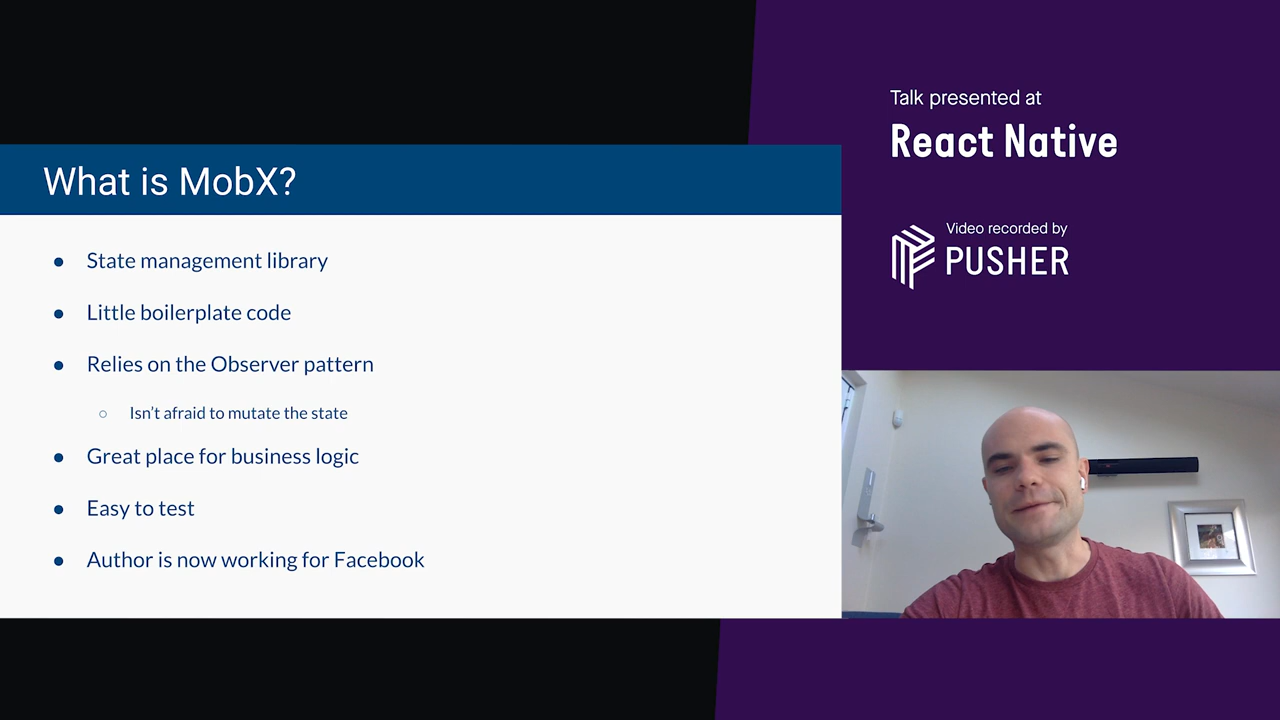 What is MobX?
● State management library
● Little boilerplate code
● Relies on the Observer pattern
○ Isn't afraid to mutate the state
● Great place for business logic
● Easy to test
● Author is now working for Facebook
Talk presented at
React Native
Video recorded by
PUSHER